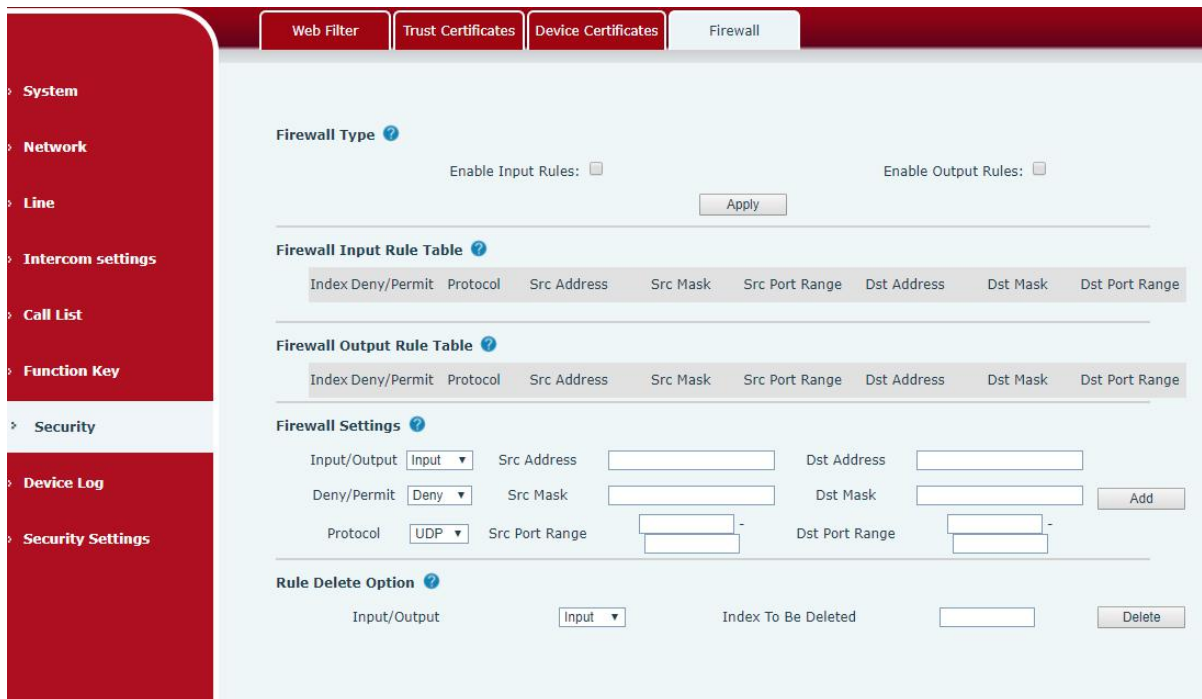 Web Filter Trust Certificates Device Certificates Firewall
System
Network
Line
Intercom settings
Call List
Function Key
Security
Device Log
Security Settings
Firewall Type ?
Enable Input Rules: Enable Output Rules:
Apply
Firewall Input Rule Table ?
Index Deny/Permit Protocol Src Address Src Mask Src Port Range Dst Address Dst Mask Dst Port Range
Firewall Output Rule Table ?
Index Deny/Permit Protocol Src Address Src Mask Src Port Range Dst Address Dst Mask Dst Port Range
Firewall Settings ?
Input/Output Input Src Address Dst Address
Deny/Permit Deny Src Mask Dst Mask Add
Protocol UDP Src Port Range - Dst Port Range -
Rule Delete Option ?
Input/Output Input Index To Be Deleted Delete